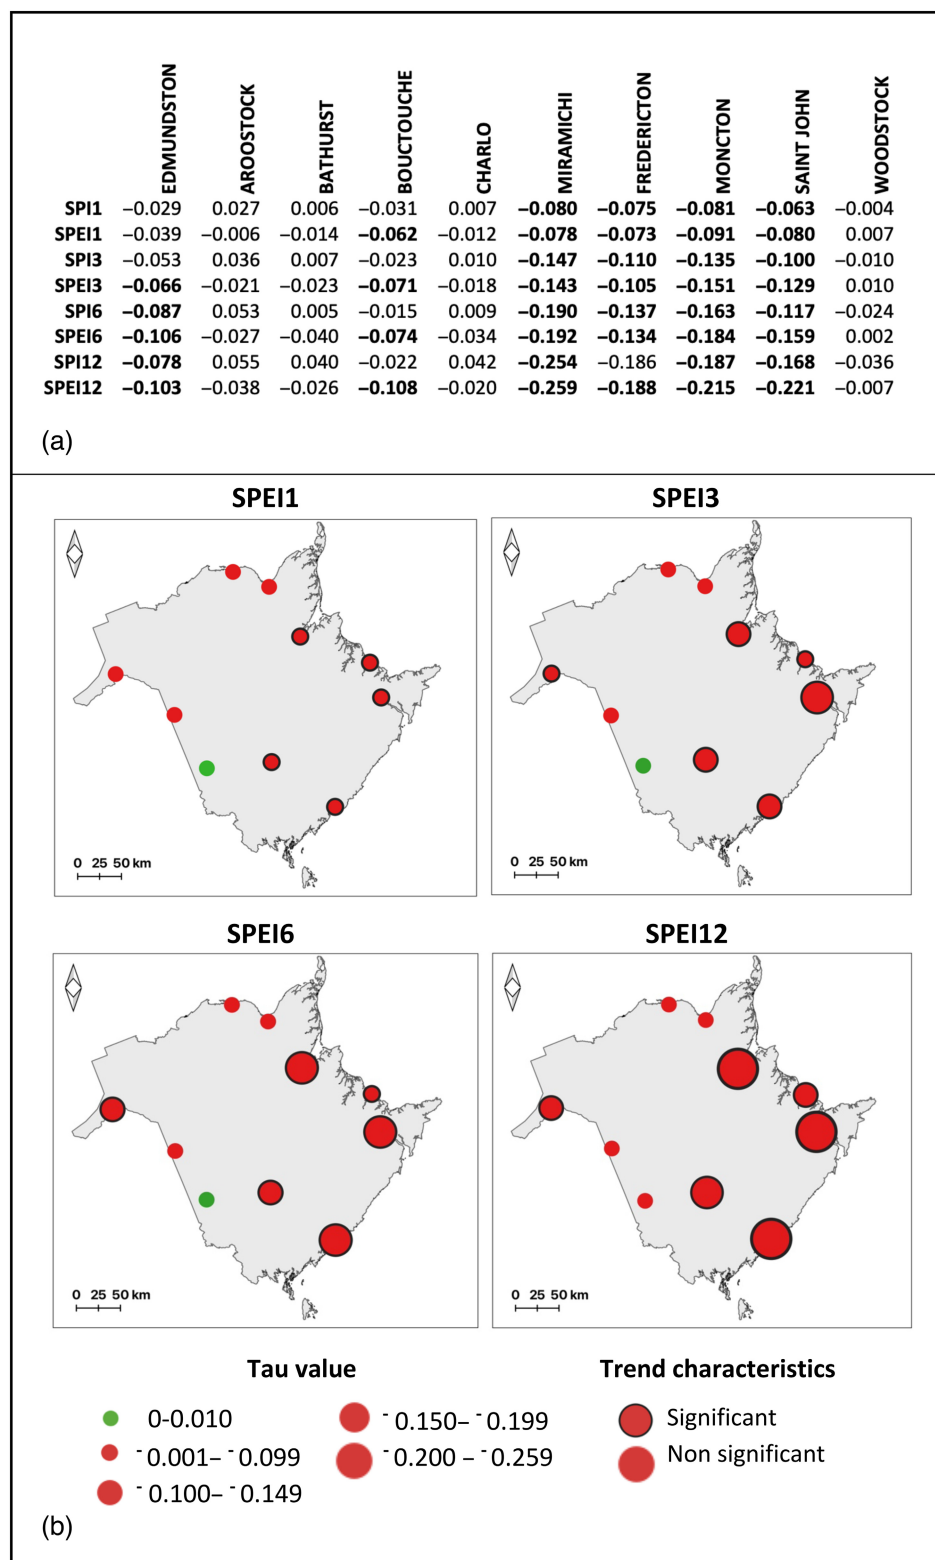 EDMUNDSTON AROOSTOCK BATHURST BOUCTOUCHE CHARLO MIRAMICHI FREDERICTON MONCTON SAINT JOHN WOODSTOCK
SPI1 −0.029 0.027 0.006 −0.031 0.007 −0.080 −0.075 −0.081 −0.063 −0.004
SPEI1 −0.039 −0.006 −0.014 −0.062 −0.012 −0.078 −0.073 −0.091 −0.080 0.007
SPI3 −0.053 0.036 0.007 −0.023 0.010 −0.147 −0.110 −0.135 −0.100 −0.010
SPEI3 −0.066 −0.021 −0.023 −0.071 −0.018 −0.143 −0.105 −0.151 −0.129 0.010
SPI6 −0.087 0.053 0.005 −0.015 0.009 −0.190 −0.137 −0.163 −0.117 −0.024
SPEI6 −0.106 −0.027 −0.040 −0.074 −0.034 −0.192 −0.134 −0.184 −0.159 0.002
SPI12 −0.078 0.055 0.040 −0.022 0.042 −0.254 −0.186 −0.187 −0.168 −0.036
SPEI12 −0.103 −0.038 −0.026 −0.108 −0.020 −0.259 −0.188 −0.215 −0.221 −0.007
(a)
SPEI1
0 25 50 km
SPEI3
0 25 50 km
SPEI6
0 25 50 km
SPEI12
0 25 50 km
Tau value
0-0.010
-0.001– -0.099
-0.100– -0.149
-0.150– -0.199
-0.200 – -0.259
Trend characteristics
Significant
Non significant
(b)